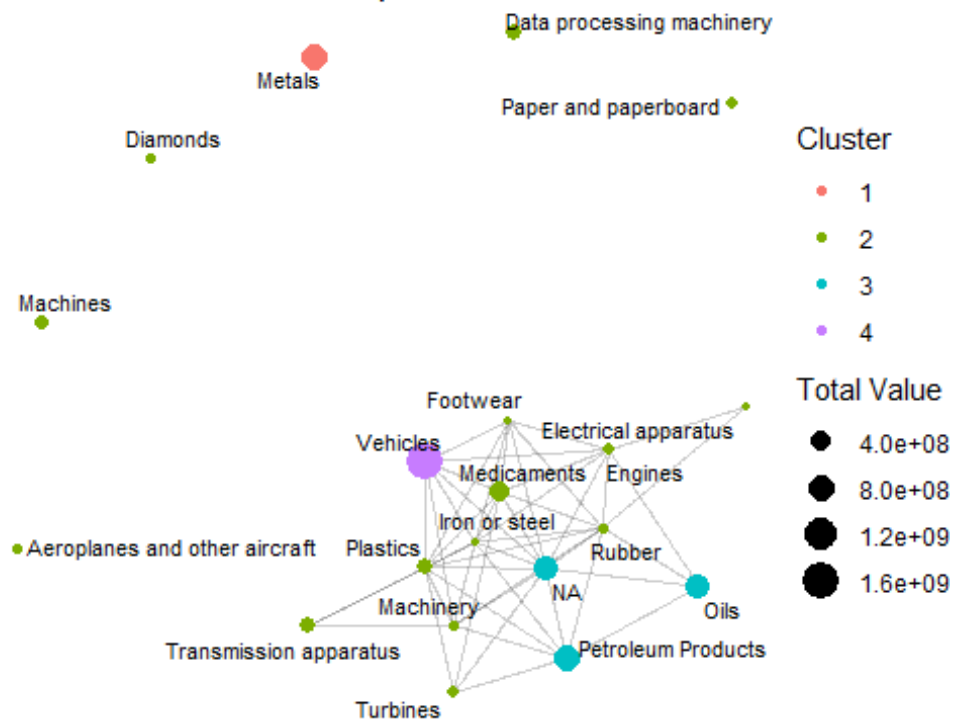 Data processing machinery
Metals
Paper and paperboard
Diamonds
Machines
Footwear
Electrical apparatus
Vehicles
Medicaments
Engines
Iron or steel
Aeroplanes and other aircraft
Plastics
Rubber
NA
Machinery
Oils
Transmission apparatus
Petroleum Products
Turbines
Cluster
1
2
3
4
Total Value
4.0e+08
8.0e+08
1.2e+09
1.6e+09